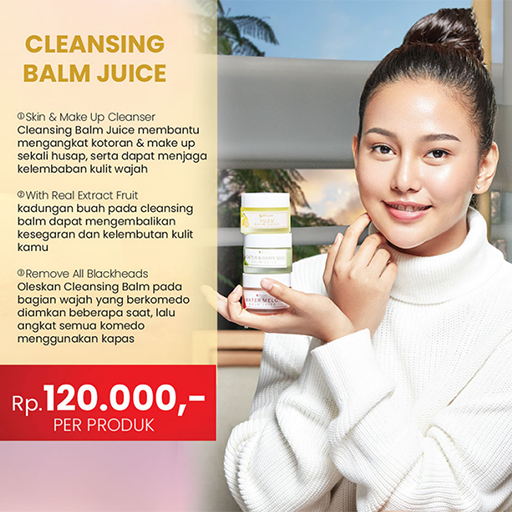 CLEANSING
BALM JUICE
①Skin & Make Up Cleanser
Cleansing Balm Juice membantu
mengangkat kotoran & make up
sekali husap, serta dapat menjaga
kelembaban kulit wajah
②With Real Extract Fruit
kadungan buah pada cleansing
balm dapat mengembalikan
kesegaran dan kelembutan kulit
kamu
③Remove All Blackheads
Oleskan Cleansing Balm pada
bagian wajah yang berkomedo
diamkan beberapa saat, lalu
angkat semua komedo
menggunakan kapas
Rp.120.000,-
PER PRODUK
YUZU
WATER MELO